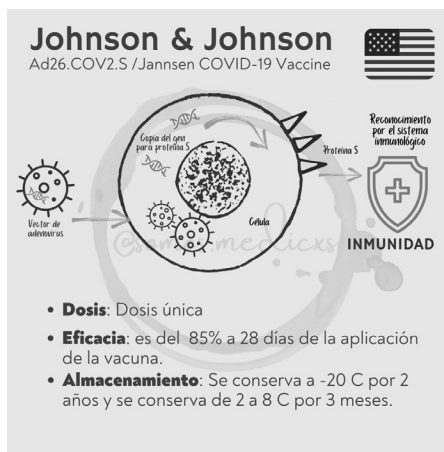 Johnson & Johnson
Ad26.COV2.S /Jannsen COVID-19 Vaccine
Copia del gen
para proteína S
Proteína S
Reconocimiento
por el sistema
inmunológico
Vector de
adenovirus
Célula
INMUNIDAD
• Dosis: Dosis única
• Eficacia: es del 85% a 28 días de la aplicación
de la vacuna.
• Almacenamiento: Se conserva a -20 C por 2
años y se conserva de 2 a 8 C por 3 meses.